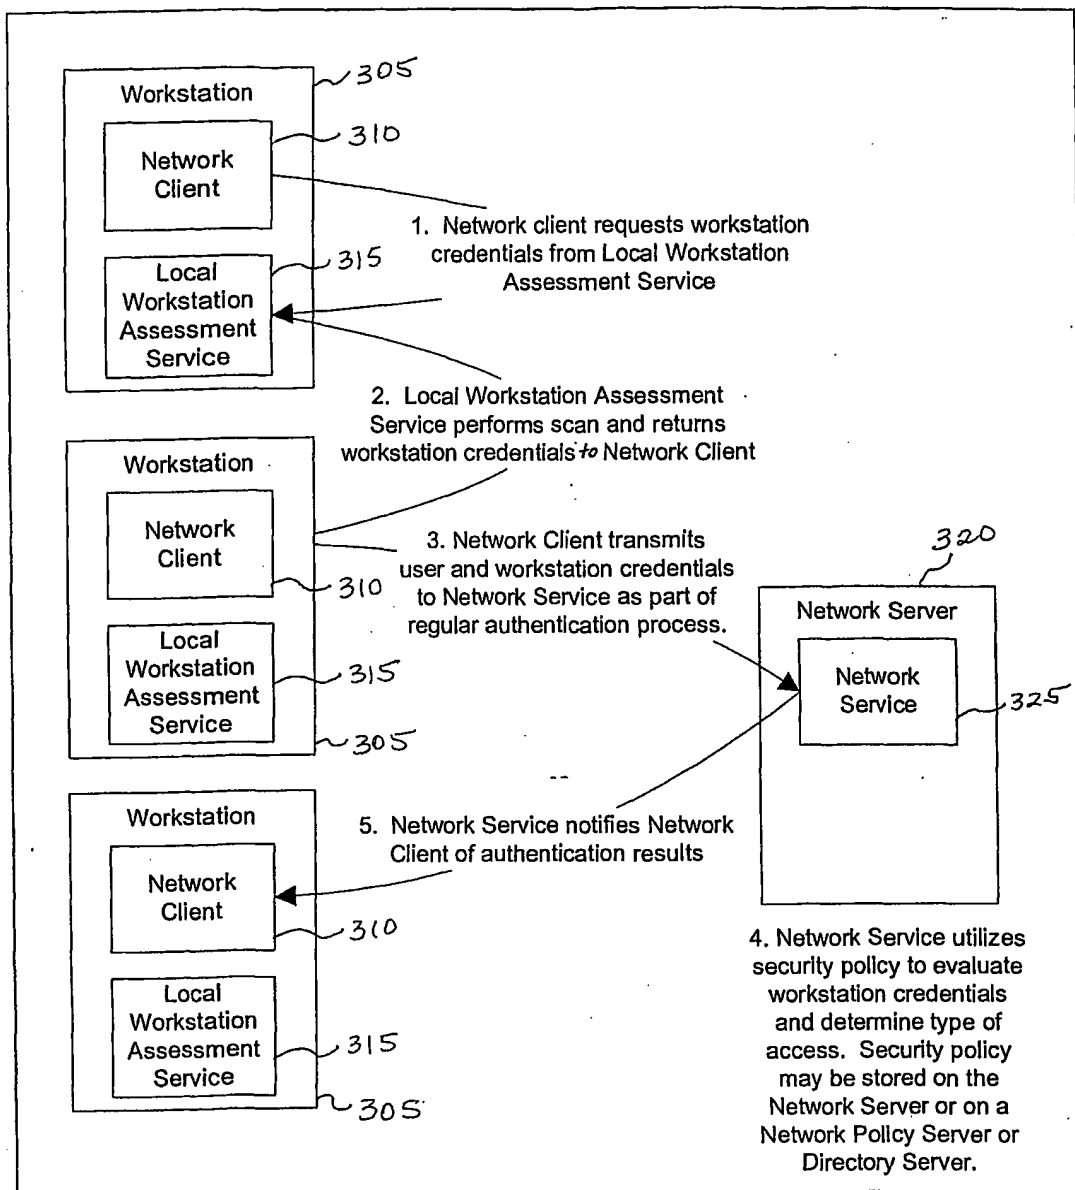 305
Workstation
310
Network
Client
1. Network client requests workstation
credentials from Local Workstation
Assessment Service
315
Local
Workstation
Assessment
Service
2. Local Workstation Assessment
Service performs scan and returns
workstation credentials to Network Client
Workstation
Network
Client
310
3. Network Client transmits
user and workstation credentials
to Network Service as part of
regular authentication process.
Local
Workstation
Assessment
Service
315
305
320
Network Server
Network
Service
325
Workstation
5. Network Service notifies Network
Client of authentication results
Network
Client
310
Local
Workstation
Assessment
Service
315
305
4. Network Service utilizes
security policy to evaluate
workstation credentials
and determine type of
access. Security policy
may be stored on the
Network Server or on a
Network Policy Server or
Directory Server.